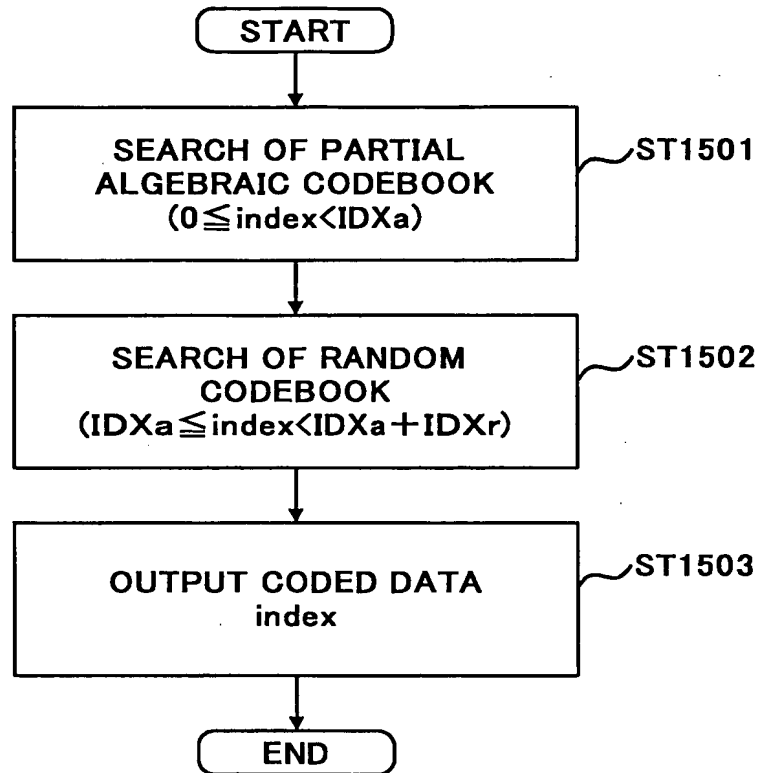 START
SEARCH OF PARTIAL
ALGEBRAIC CODEBOOK
(0≦index<IDXa)
ST1501
SEARCH OF RANDOM
CODEBOOK
(IDXa≦index<IDXa+IDXr)
ST1502
OUTPUT CODED DATA
index
ST1503
END